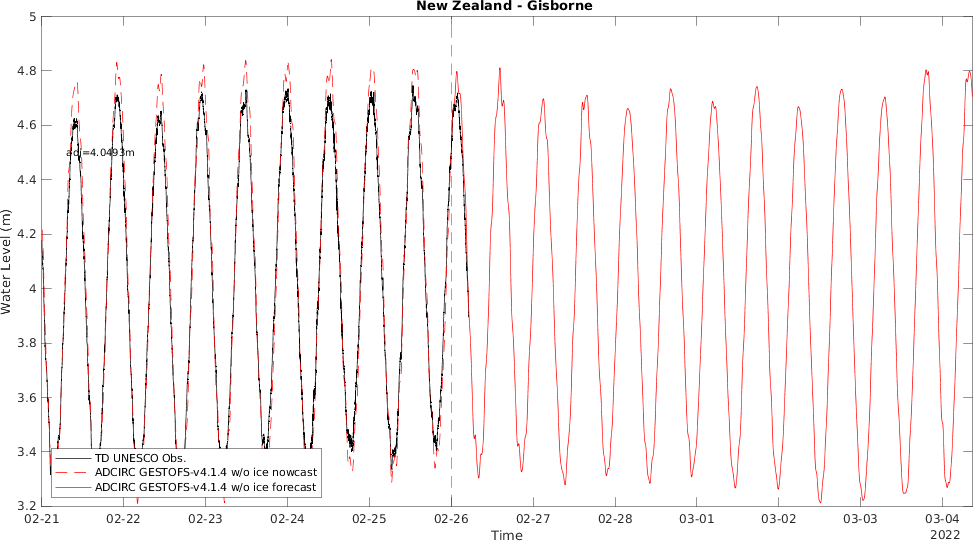 New Zealand - Gisborne
5
4.8
4.6
4.4
4.2
4
3.8
3.6
3.4
3.2
Water Level (m)
adj=4.0493m
TD UNESCO Obs.
ADCIRC GESTOFS-v4.1.4 w/o ice nowcast
ADCIRC GESTOFS-v4.1.4 w/o ice forecast
02-21 02-22 02-23 02-24 02-25 02-26 02-27 02-28 03-01 03-02 03-03 03-04
Time
2022